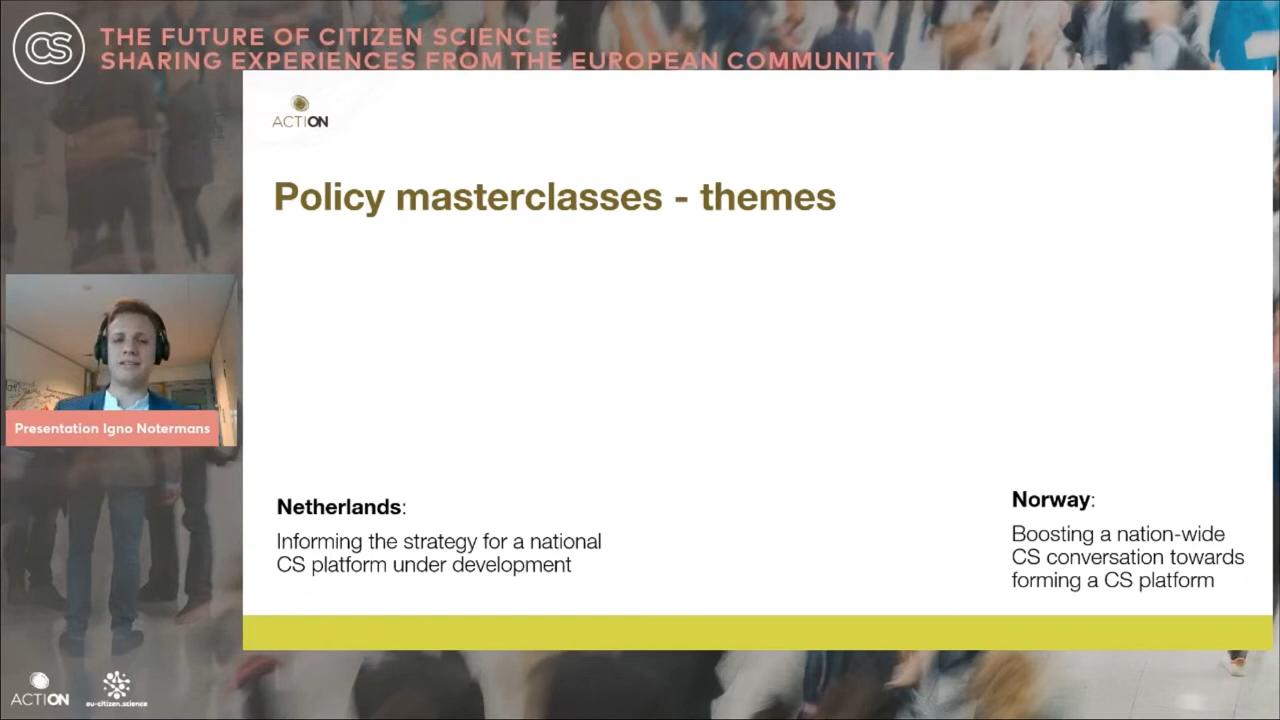 CS
THE FUTURE OF CITIZEN SCIENCE:
SHARING EXPERIENCES FROM THE EUROPEAN COMMUNITY
ACTION
Policy masterclasses - themes
Presentation Igno Notermans
Netherlands:
Informing the strategy for a national
CS platform under development
Norway:
Boosting a nation-wide
CS conversation towards
forming a CS platform
ACTION
eu-citizen.science